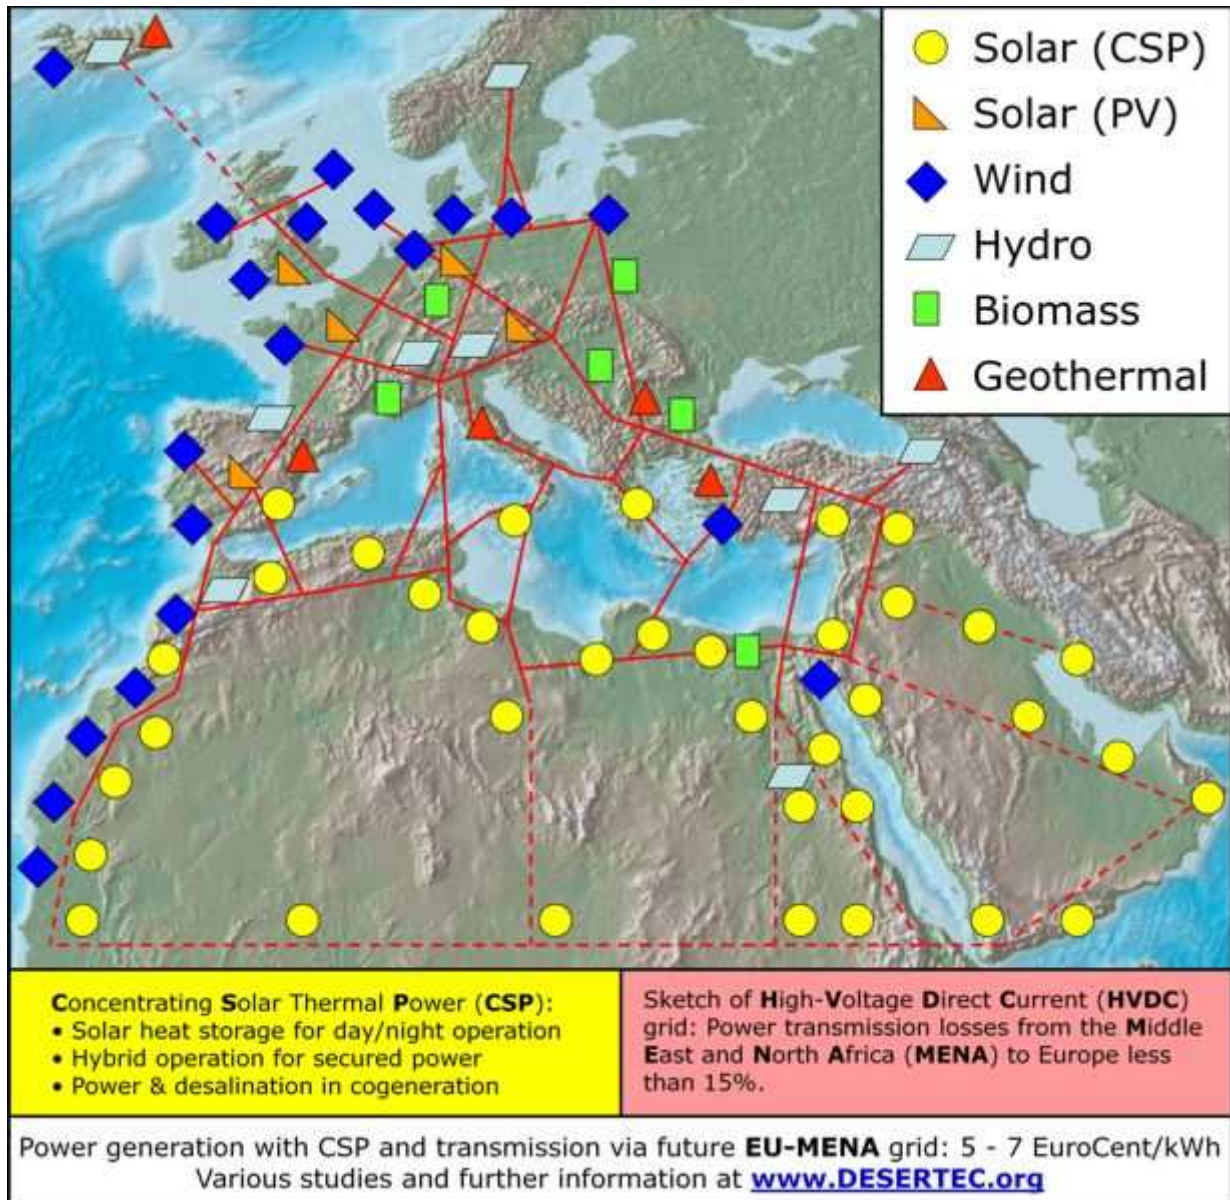 Solar (CSP)
Solar (PV)
Wind
Hydro
Biomass
Geothermal
Concentrating Solar Thermal Power (CSP):
• Solar heat storage for day/night operation
• Hybrid operation for secured power
• Power & desalination in cogeneration
Sketch of High-Voltage Direct Current (HVDC)
grid: Power transmission losses from the Middle
East and North Africa (MENA) to Europe less
than 15%.
Power generation with CSP and transmission via future EU-MENA grid: 5 - 7 EuroCent/kWh
Various studies and further information at www.DESERTEC.org